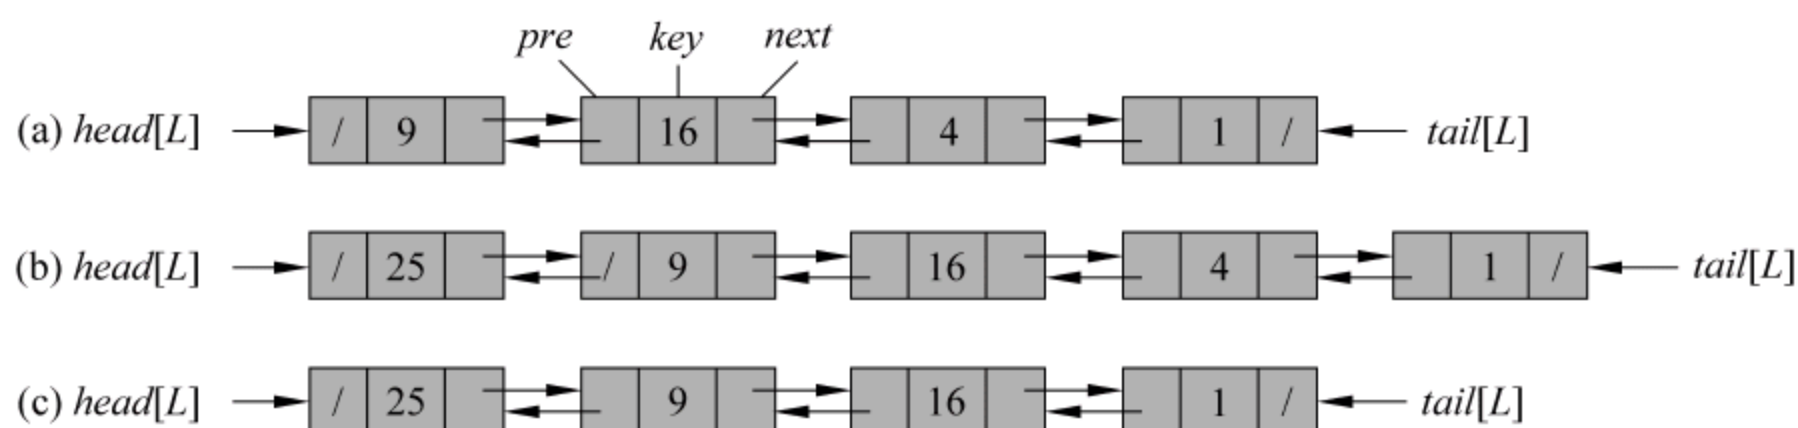 pre key next
(a) head[L] / 9 16 4 1 / tail[L]
(b) head[L] / 25 / 9 16 4 1 / tail[L]
(c) head[L] / 25 9 16 1 / tail[L]